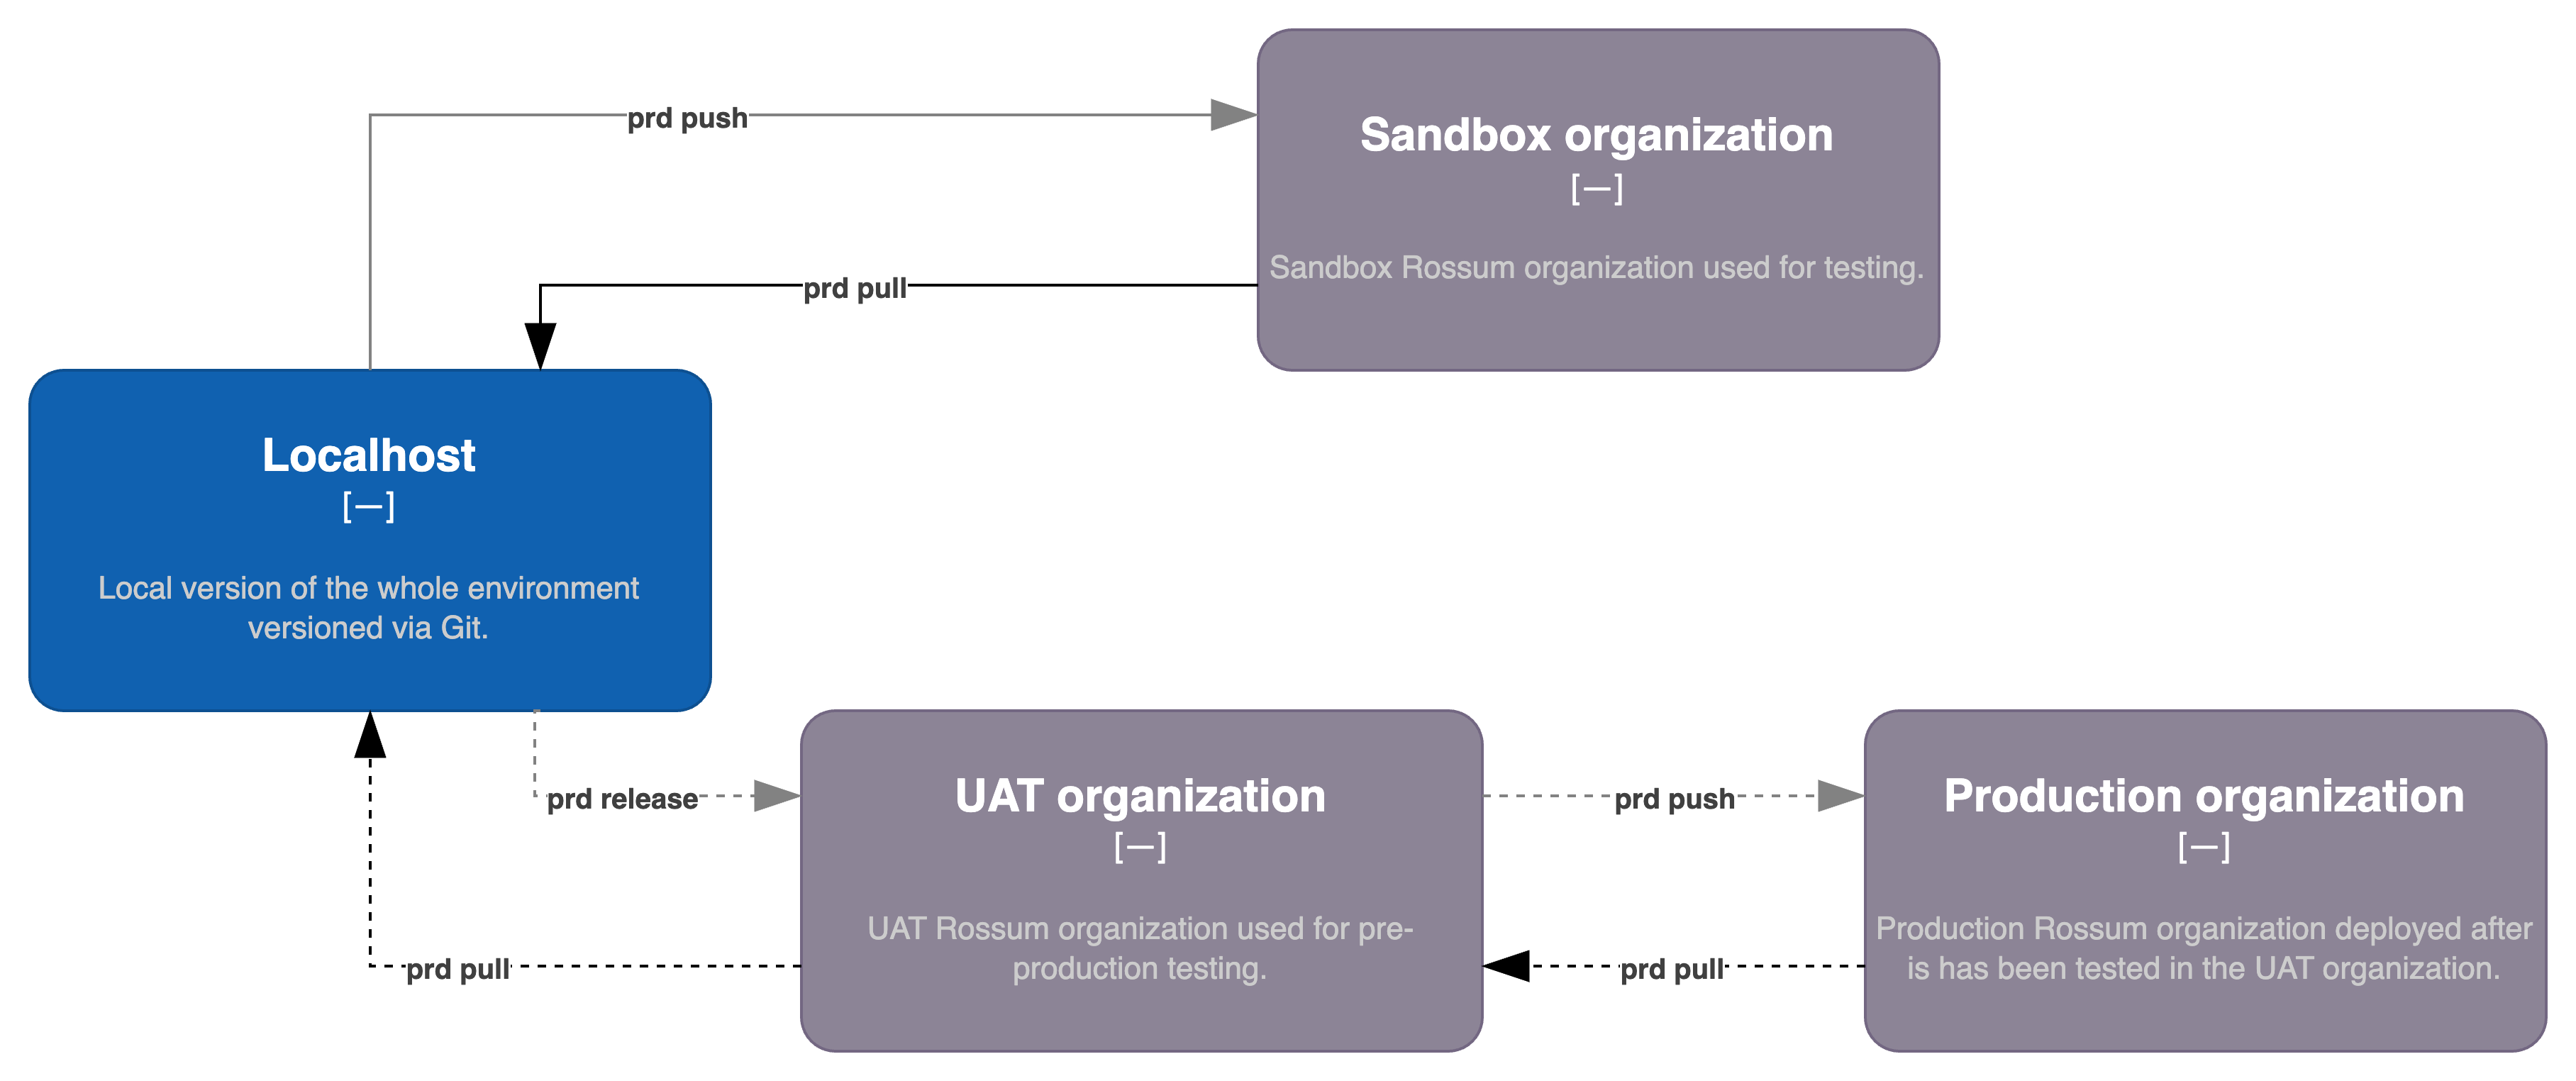 prd push
Sandbox organization
[—]
Sandbox Rossum organization used for testing.
prd pull
Localhost
[—]
Local version of the whole environment
versioned via Git.
prd release
UAT organization
[—]
UAT Rossum organization used for pre-
production testing.
prd pull
prd push
Production organization
[—]
Production Rossum organization deployed after
is has been tested in the UAT organization.
prd pull